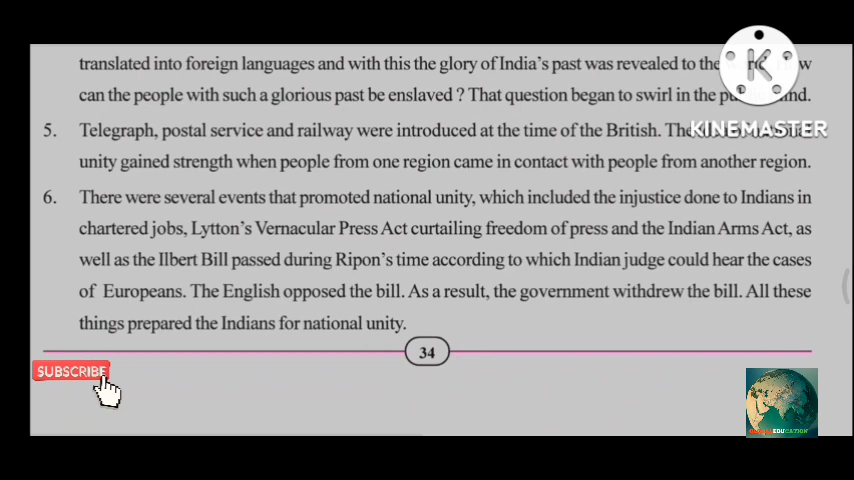 translated into foreign languages and with this the glory of India's past was revealed to the
can the people with such a glorious past be enslaved ? That question began to swirl in the
KINEMASTER
5. Telegraph, postal service and railway were introduced at the time of the British. The
unity gained strength when people from one region came in contact with people from another region.
6. There were several events that promoted national unity, which included the injustice done to Indians in
chartered jobs, Lytton's Vernacular Press Act curtailing freedom of press and the Indian Arms Act, as
well as the Ilbert Bill passed during Ripon's time according to which Indian judge could hear the cases
of Europeans. The English opposed the bill. As a result, the government withdrew the bill. All these
things prepared the Indians for national unity.
34
SUBSCRIBE
EDUCATION